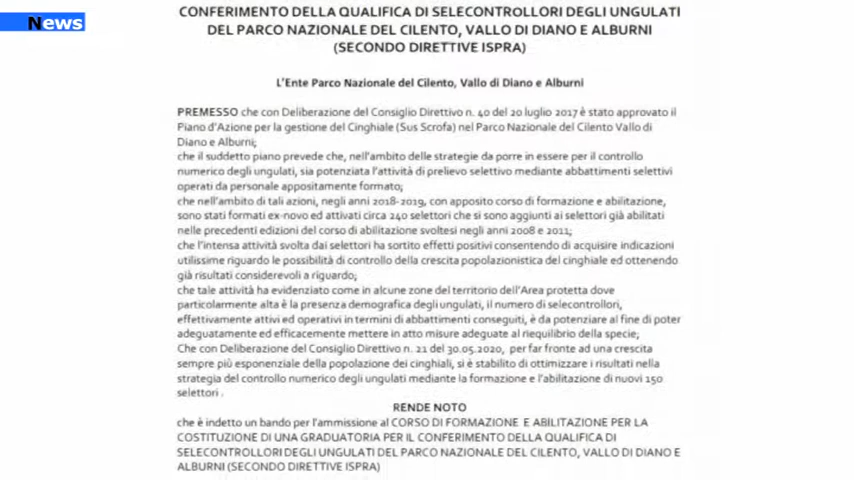 News
CONFERIMENTO DELLA QUALIFICA DI SELECONTROLLORI DEGLI UNGULATI
DEL PARCO NAZIONALE DEL CILENTO, VALLO DI DIANO E ALBURNI
(SECONDO DIRETTIVE ISPRA)
L'Ente Parco Nazionale del Cilento, Vallo di Diano e Alburni
PREMESSO che con Deliberazione del Consiglio Direttivo n. 40 del 20 luglio 2017 è stato approvato il
Piano d'Azione per la gestione del Cinghiale (Sus Scrofa) nel Parco Nazionale del Cilento Vallo di
Diano e Alburni;
che il suddetto piano prevede che, nell'ambito delle strategie da porre in essere per il controllo
numerico degli ungulati, sia potenziata l'attività di prelievo selettivo mediante abbattimenti selettivi
operati da personale appositamente formato;
che nell'ambito di tali azioni, negli anni 2018-2019, con apposito corso di formazione e abilitazione,
sono stati formati ex-novo ed attivati circa 240 selettori che si sono aggiunti ai selettori già abilitati
nelle precedenti edizioni del corso di abilitazione svoltesi negli anni 2008 e 2011;
che l'intensa attività svolta dai selettori ha sortito effetti positivi consentendo di acquisire indicazioni
utilissime riguardo le possibilità di controllo della crescita popolazionistica del cinghiale ed ottenendo
già risultati considerevoli a riguardo;
che tale attività ha evidenziato come in alcune zone del territorio dell'Area protetta dove
particolarmente alta è la presenza demografica degli ungulati, il numero di selecontrollori,
effettivamente attivi ed operativi in termini di abbattimenti conseguiti, è da potenziare al fine di poter
adeguatamente ed efficacemente mettere in atto misure adeguate al riequilibrio della specie;
Che con Deliberazione del Consiglio Direttivo n. 21 del 30.05.2020, per far fronte ad una crescita
sempre più esponenziale della popolazione dei cinghiali, si è stabilito di ottimizzare i risultati nella
strategia del controllo numerico degli ungulati mediante la formazione e l'abilitazione di nuovi 150
selettori .
RENDE NOTO
che è indetto un bando per l'ammissione al CORSO DI FORMAZIONE E ABILITAZIONE PER LA
COSTITUZIONE DI UNA GRADUATORIA PER IL CONFERIMENTO DELLA QUALIFICA DI
SELECONTROLLORI DEGLI UNGULATI DEL PARCO NAZIONALE DEL CILENTO, VALLO DI DIANO E
ALBURNI (SECONDO DIRETTIVE ISPRA)